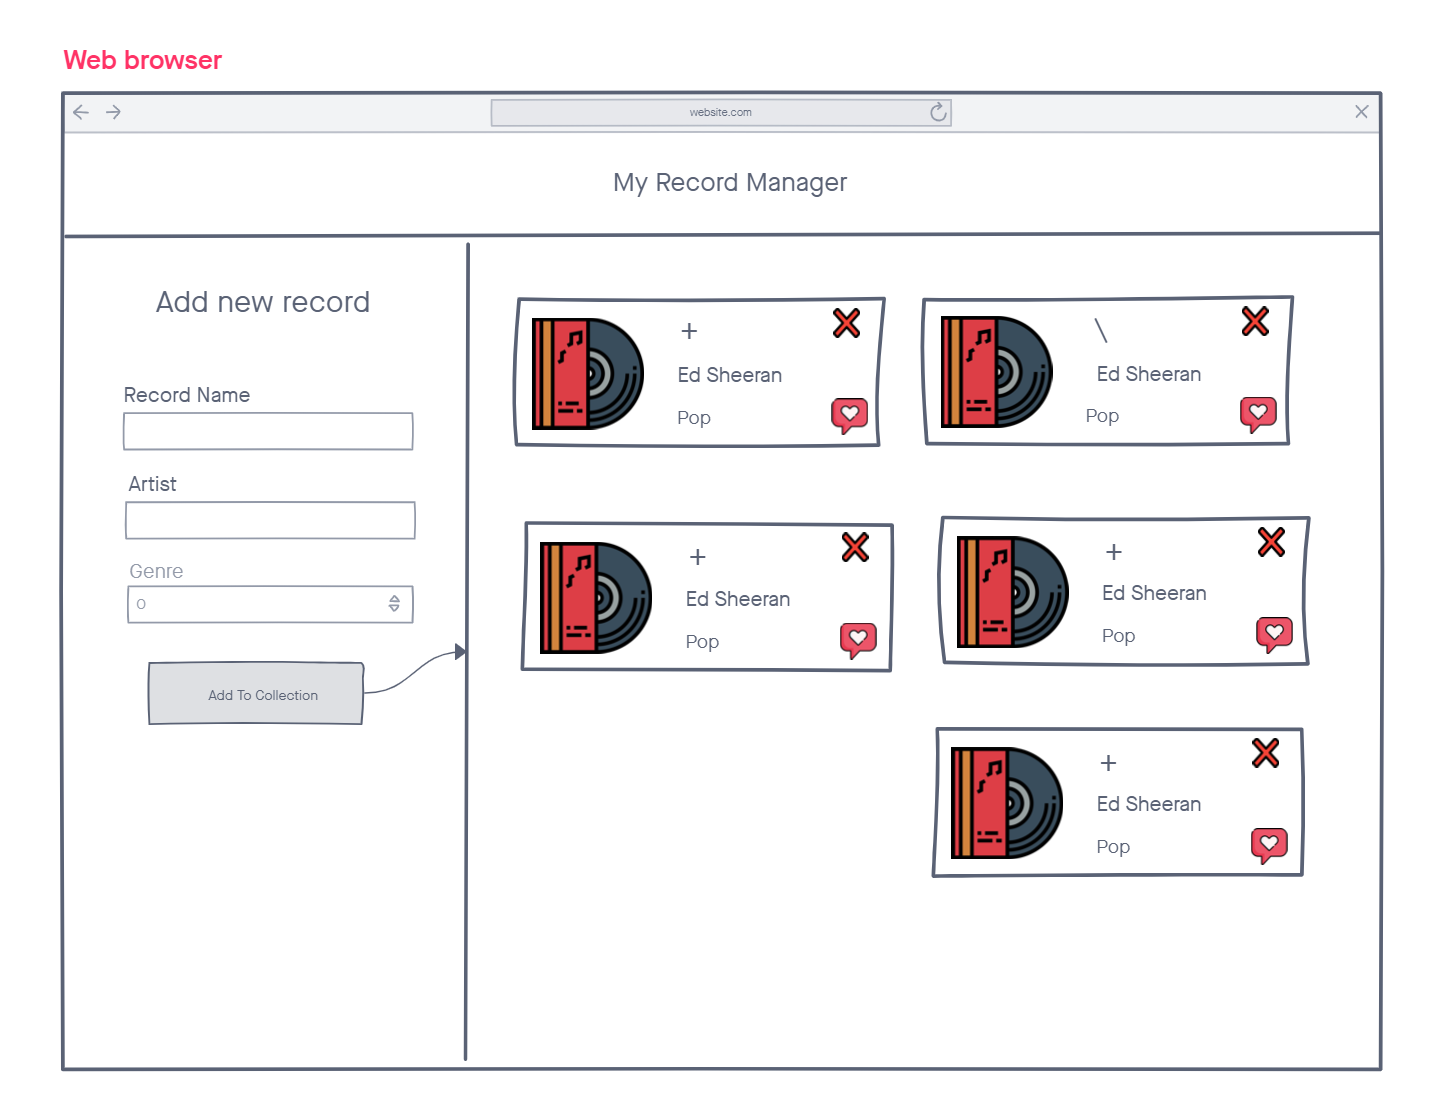 Web browser
website.com
My Record Manager
Add new record
Record Name
Artist
Genre
0
Add To Collection
+
Ed Sheeran
Pop
\
Ed Sheeran
Pop
+
Ed Sheeran
Pop
+
Ed Sheeran
Pop
+
Ed Sheeran
Pop